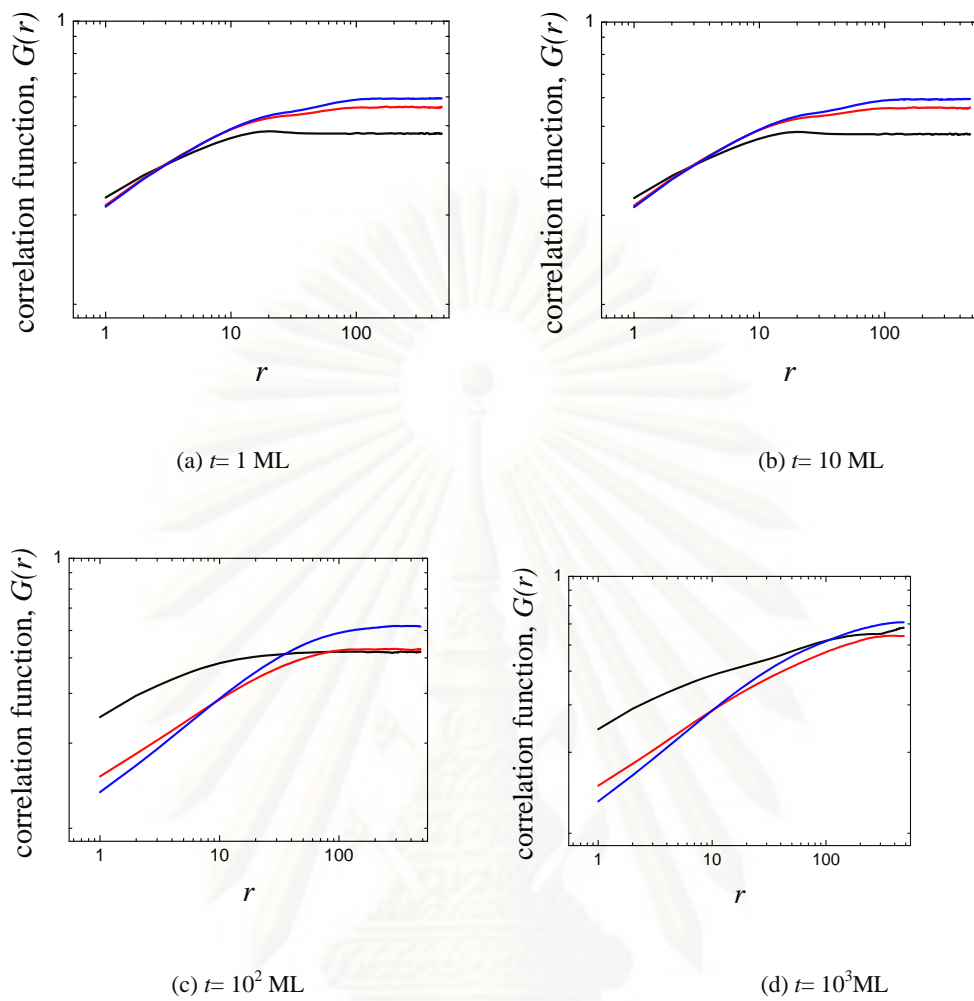 1
1
correlation function, G(r)
correlation function, G(r)
1 10 100
1 10 100
r
r
(a) t= 1 ML
(b) t= 10 ML
1
1
correlation function, G(r)
correlation function, G(r)
1 10 100
1 10 100
r
r
(c) t= 10² ML
(d) t= 10³ML